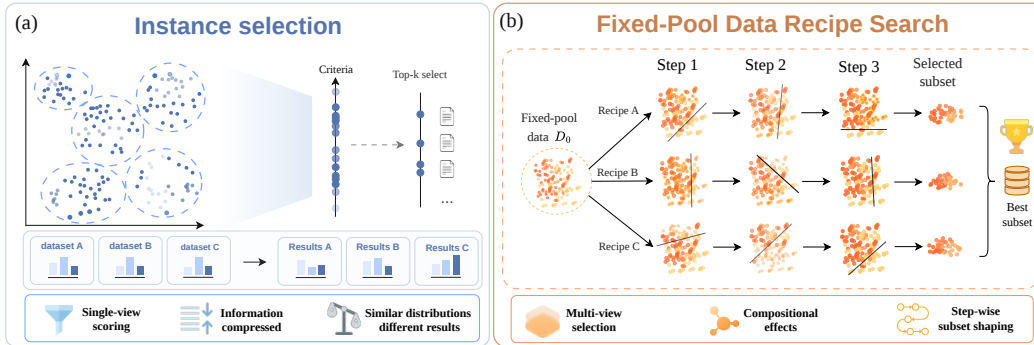 (a)
Instance selection
Criteria
Top-k select
...
dataset A
dataset B
dataset C
Results A
Results B
Results C
Single-view
scoring
Information
compressed
Similar distributions
different results
(b)
Fixed-Pool Data Recipe Search
Step 1
Step 2
Step 3
Selected
subset
Fixed-pool
data D₀
Recipe A
Recipe B
Recipe C
Best
subset
Multi-view
selection
Compositional
effects
Step-wise
subset shaping